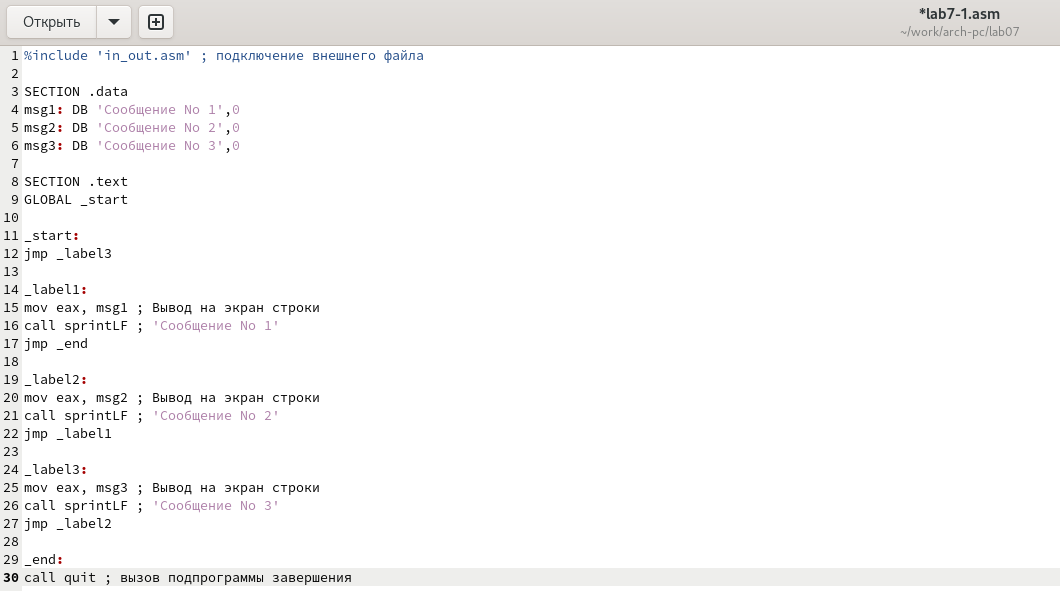 Открыть
*lab7-1.asm
~/work/arch-pc/lab07
1 %include 'in_out.asm' ; подключение внешнего файла
2
3 SECTION .data
4 msg1: DB 'Сообщение No 1',0
5 msg2: DB 'Сообщение No 2',0
6 msg3: DB 'Сообщение No 3',0
7
8 SECTION .text
9 GLOBAL _start
10
11 _start:
12 jmp _label3
13
14 _label1:
15 mov eax, msg1 ; Вывод на экран строки
16 call sprintLF ; 'Сообщение No 1'
17 jmp _end
18
19 _label2:
20 mov eax, msg2 ; Вывод на экран строки
21 call sprintLF ; 'Сообщение No 2'
22 jmp _label1
23
24 _label3:
25 mov eax, msg3 ; Вывод на экран строки
26 call sprintLF ; 'Сообщение No 3'
27 jmp _label2
28
29 _end:
30 call quit ; вызов подпрограммы завершения